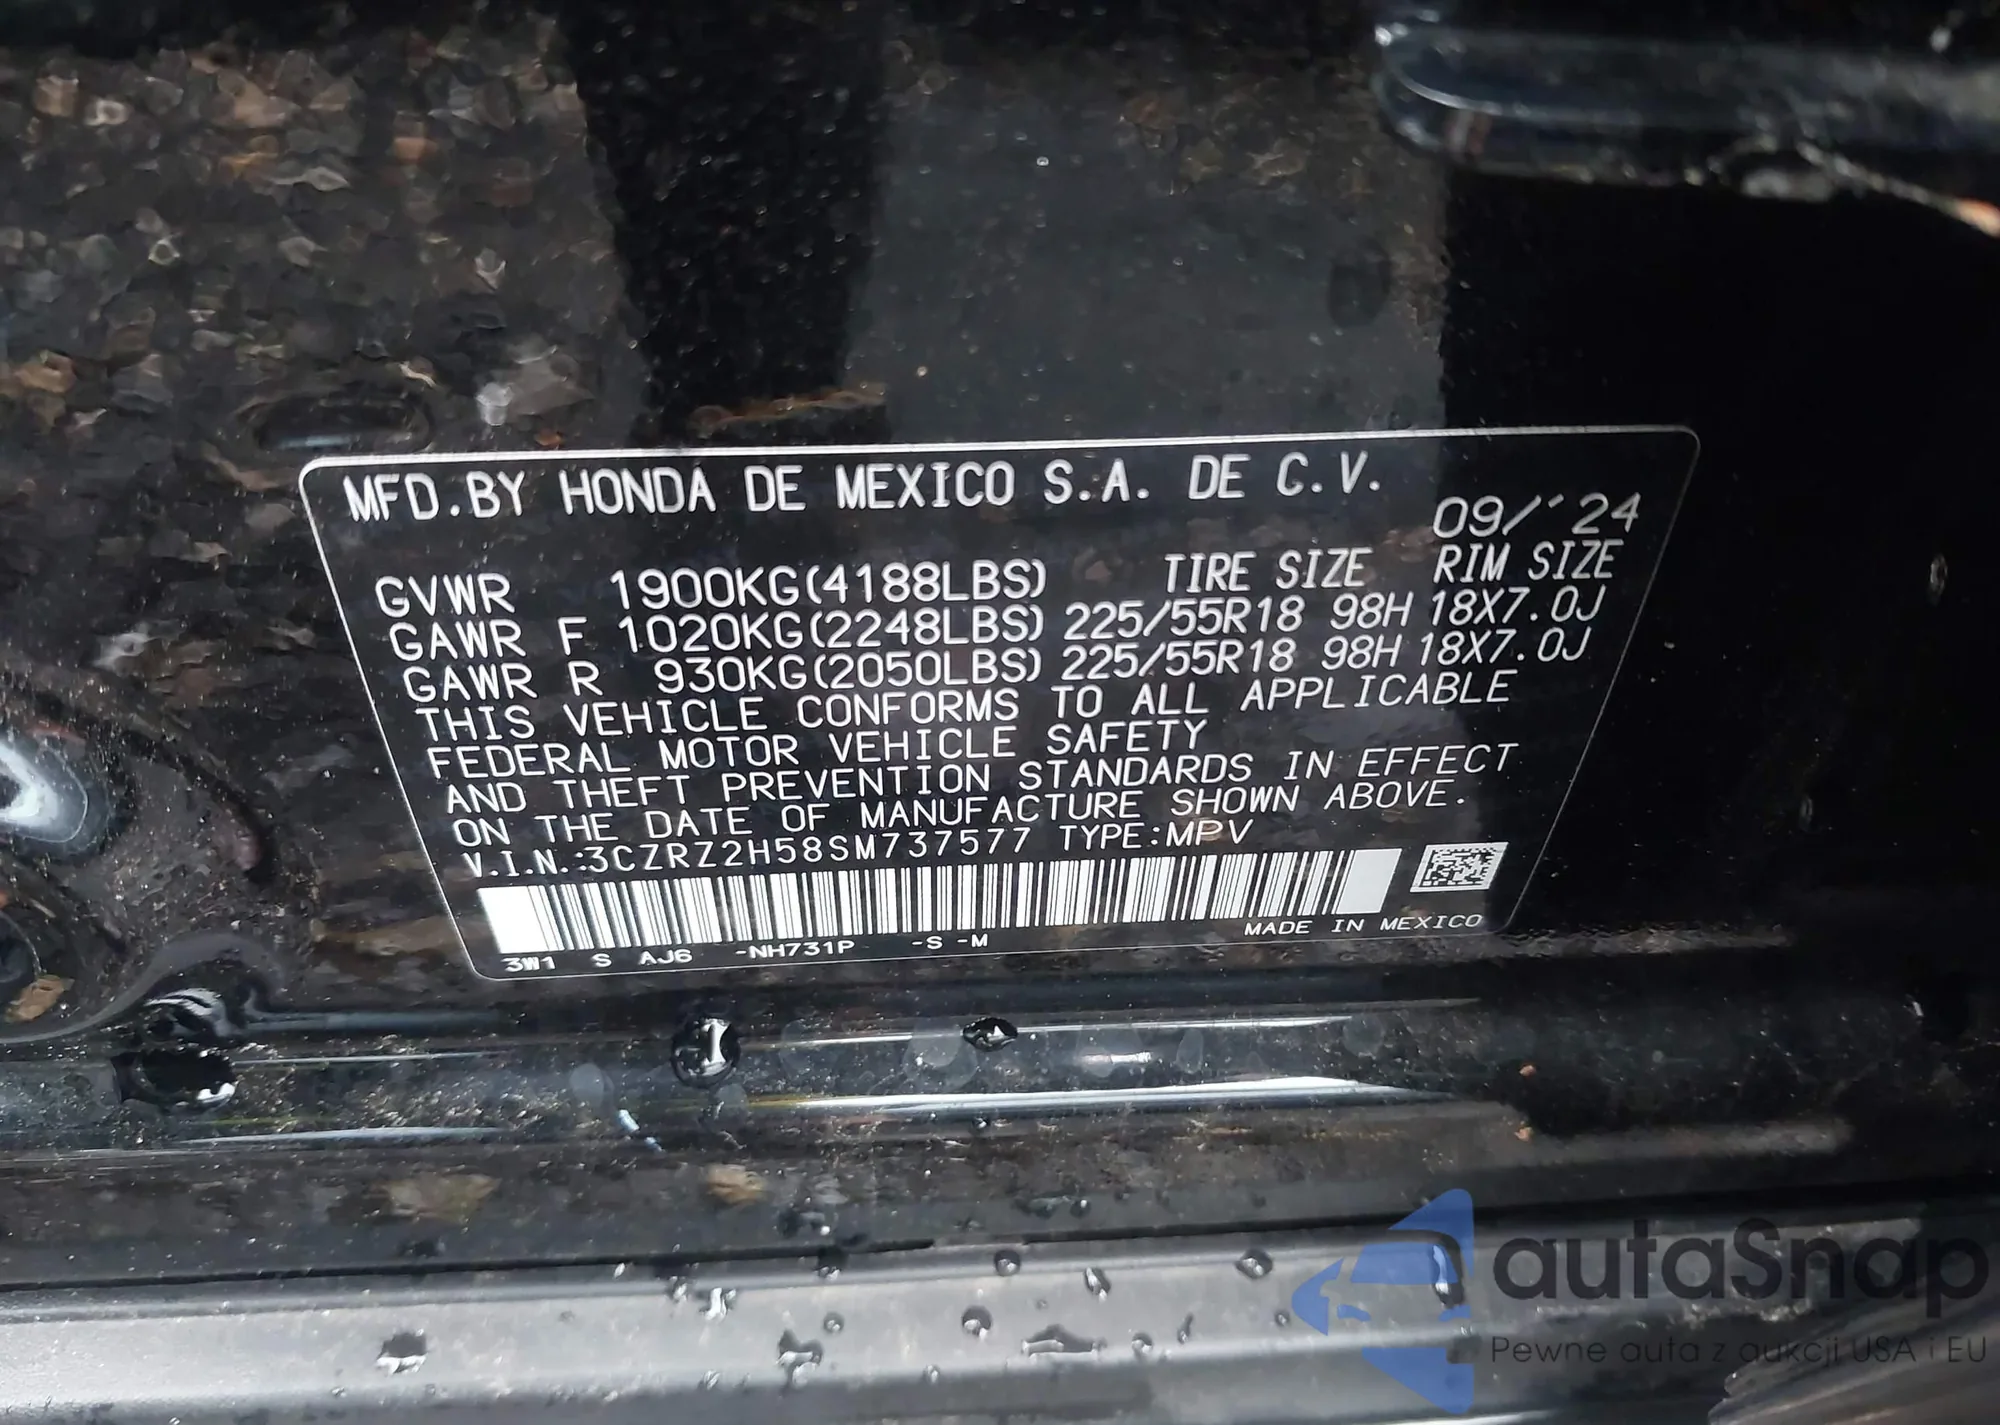 MFD.BY HONDA DE MEXICO S.A. DE C.V.
09/'24
GVWR 1900KG(4188LBS) TIRE SIZE RIM SIZE
GAWR F 1020KG(2248LBS) 225/55R18 98H 18X7.0J
GAWR R 930KG(2050LBS) 225/55R18 98H 18X7.0J
THIS VEHICLE CONFORMS TO ALL APPLICABLE
FEDERAL MOTOR VEHICLE SAFETY
AND THEFT PREVENTION STANDARDS IN EFFECT
ON THE DATE OF MANUFACTURE SHOWN ABOVE.
V.I.N.:3CZRZ2H58SM737577 TYPE:MPV
MADE IN MEXICO
3W1 S AJ6 -NH731P -S -M
autaSnap
Pewne auta z aukcji USA i EU